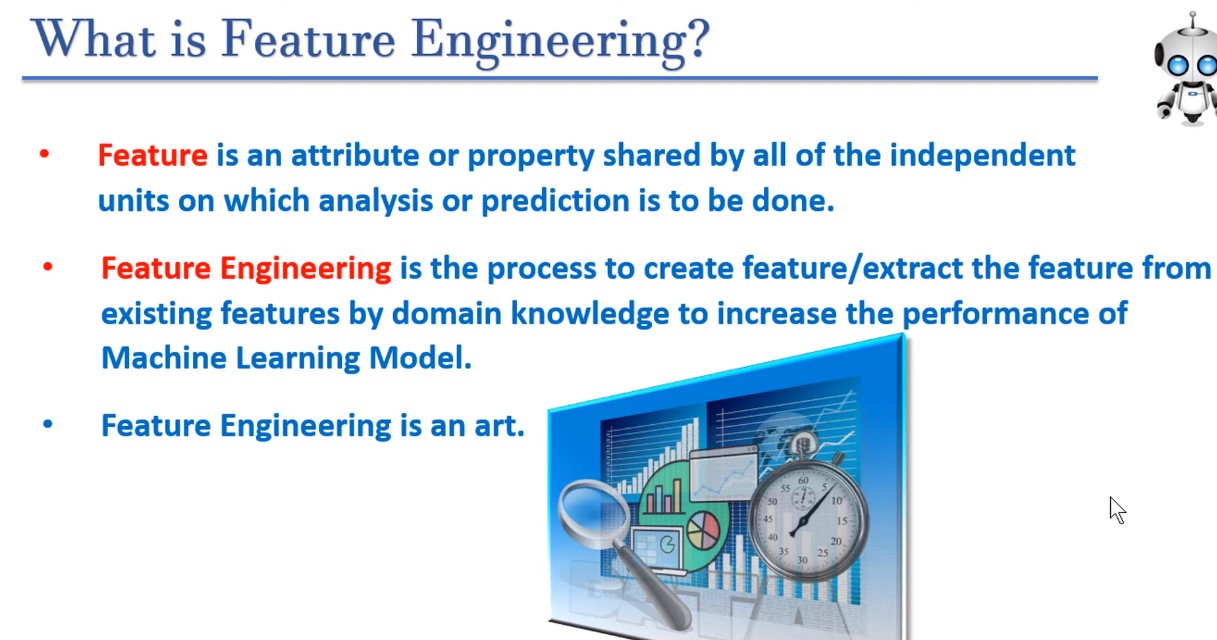 What is Feature Engineering?
• Feature is an attribute or property shared by all of the independent
units on which analysis or prediction is to be done.
• Feature Engineering is the process to create feature/extract the feature from
existing features by domain knowledge to increase the performance of
Machine Learning Model.
• Feature Engineering is an art.
60
55 5
50 10
45 15
40 20
35 25
30
DATA